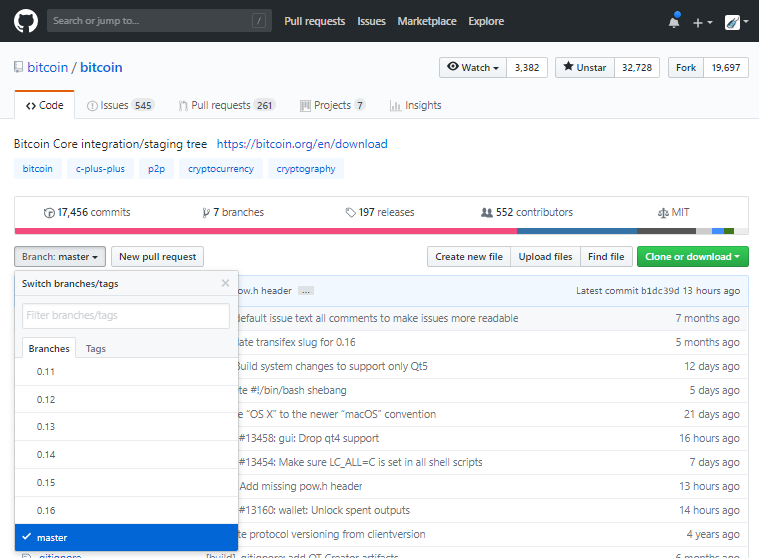 Search or jump to... / Pull requests Issues Marketplace Explore
bitcoin / bitcoin Watch 3,382 Unstar 32,728 Fork 19,697
Code Issues 545 Pull requests 261 Projects 7 Insights
Bitcoin Core integration/staging tree https://bitcoin.org/en/download
bitcoin c-plus-plus p2p cryptocurrency cryptography
17,456 commits 7 branches 197 releases 552 contributors MIT
Branch: master New pull request Create new file Upload files Find file Clone or download
Switch branches/tags
pow.h header ... Latest commit b1dc39d 13 hours ago
Filter branches/tags
default issue text all comments to make issues more readable 7 months ago
Branches Tags
late transifex slug for 0.16 5 months ago
0.11
Build system changes to support only Qt5 12 days ago
0.12
te #!/bin/bash shebang 5 days ago
0.13
e “OS X” to the newer “macOS” convention 21 days ago
#13458: gui: Drop qt4 support 16 hours ago
0.14
#13454: Make sure LC_ALL=C is set in all shell scripts 7 days ago
0.15
Add missing pow.h header 13 hours ago
0.16
#13160: wallet: Unlock spent outputs 14 hours ago
master
te protocol versioning from clientversion 4 years ago
.gitignore [build] .gitignore: add QT Creator artifacts 6 months ago